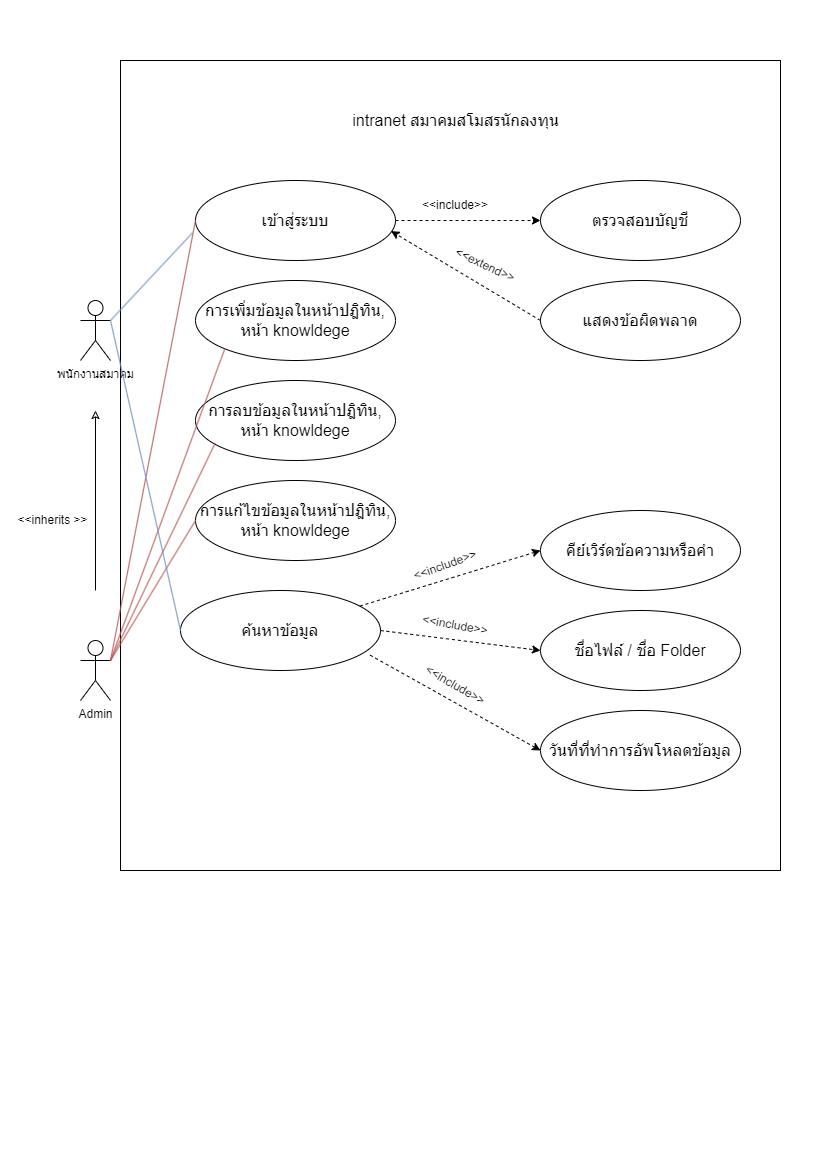 intranet สมาคมสโมสรนักลงทุน
เข้าสู่ระบบ
<<include>>
ตรวจสอบบัญชี
<<extend>>
แสดงข้อผิดพลาด
การเพิ่มข้อมูลในหน้าปฎิทิน,
หน้า knowldege
พนักงานสมาคม
การลบข้อมูลในหน้าปฎิทิน,
หน้า knowldege
<<inherits >>
การแก้ไขข้อมูลในหน้าปฎิทิน,
หน้า knowldege
<<include>>
คีย์เวิร์ดข้อความหรือคำ
ค้นหาข้อมูล
<<include>>
ชื่อไฟล์ / ชื่อ Folder
<<include>>
Admin
วันที่ที่ทำการอัพโหลดข้อมูล